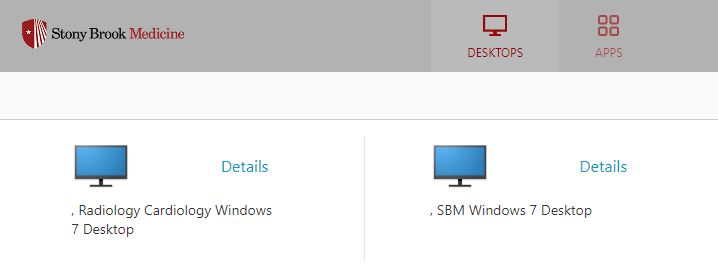 Stony Brook Medicine
DESKTOPS
APPS
Details
Details
, Radiology Cardiology Windows
7 Desktop
, SBM Windows 7 Desktop